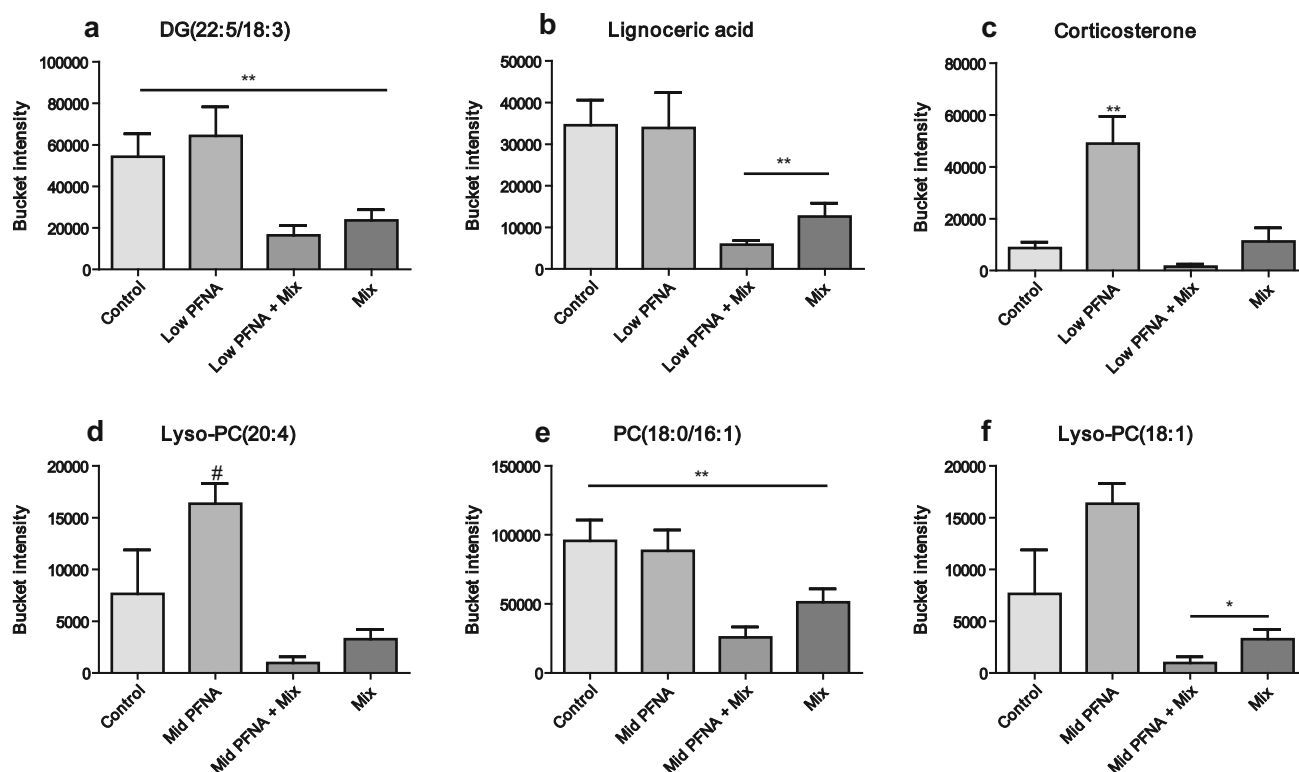 a DG(22:5/18:3)
Bucket intensity
100000
80000
60000
40000
20000
0
**
Control
Low PFNA
Low PFNA + Mix
Mix
b Lignoceric acid
Bucket intensity
50000
40000
30000
20000
10000
0
**
Control
Low PFNA
Low PFNA + Mix
Mix
c Corticosterone
Bucket intensity
80000
60000
40000
20000
0
**
Control
Low PFNA
Low PFNA + Mix
Mix
d Lyso-PC(20:4)
Bucket intensity
20000
15000
10000
5000
0
#
Control
Mid PFNA
Mid PFNA + Mix
Mix
e PC(18:0/16:1)
Bucket intensity
150000
100000
50000
0
**
Control
Mid PFNA
Mid PFNA + Mix
Mix
f Lyso-PC(18:1)
Bucket intensity
20000
15000
10000
5000
0
*
Control
Mid PFNA
Mid PFNA + Mix
Mix